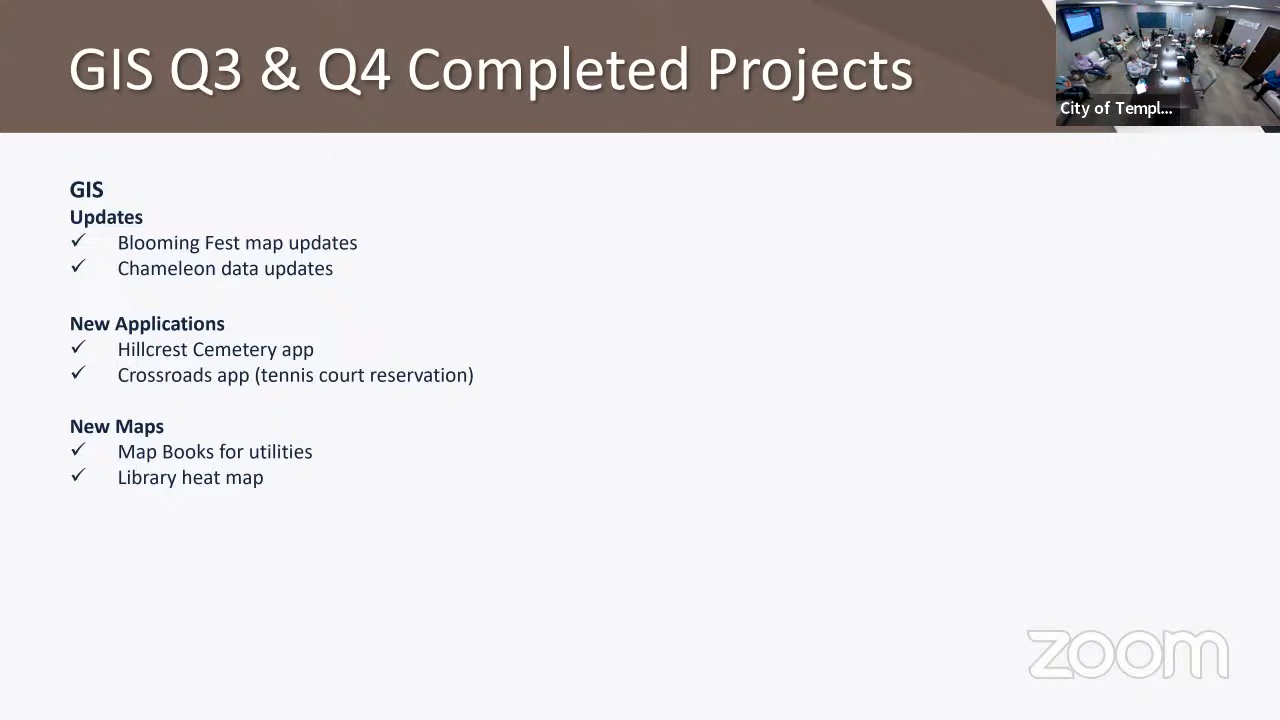 GIS Q3 & Q4 Completed Projects
City of Templ...
GIS
Updates
✓ Blooming Fest map updates
✓ Chameleon data updates
New Applications
✓ Hillcrest Cemetery app
✓ Crossroads app (tennis court reservation)
New Maps
✓ Map Books for utilities
✓ Library heat map
zoom